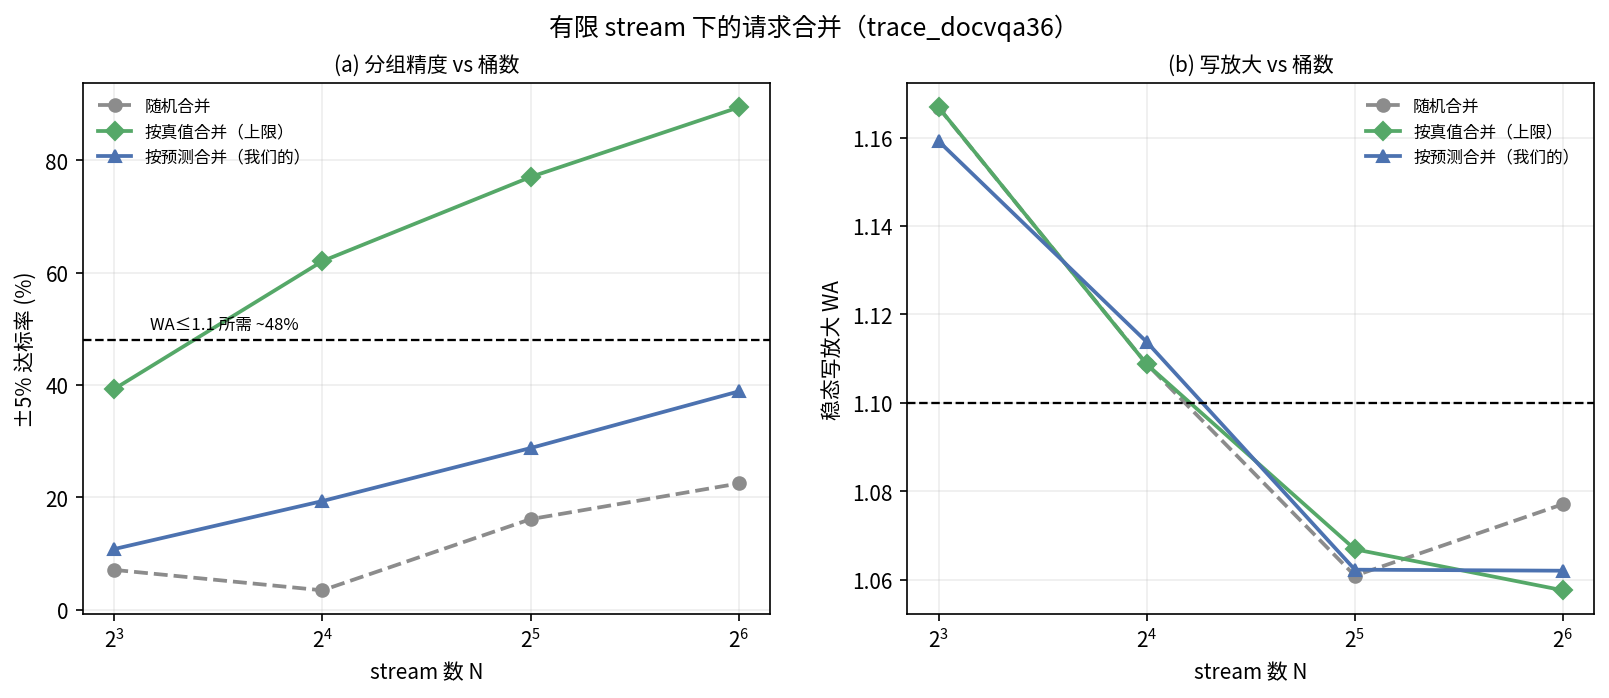 有限 stream 下的请求合并（trace_docvqa36）
(a) 分组精度 vs 桶数
随机合并
按真值合并（上限）
按预测合并（我们的）
WA≤1.1 所需 ~48%
±5% 达标率 (%)
80
60
40
20
0
2³
2⁴
2⁵
2⁶
stream 数 N
(b) 写放大 vs 桶数
随机合并
按真值合并（上限）
按预测合并（我们的）
稳态写放大 WA
1.16
1.14
1.12
1.10
1.08
1.06
2³
2⁴
2⁵
2⁶
stream 数 N